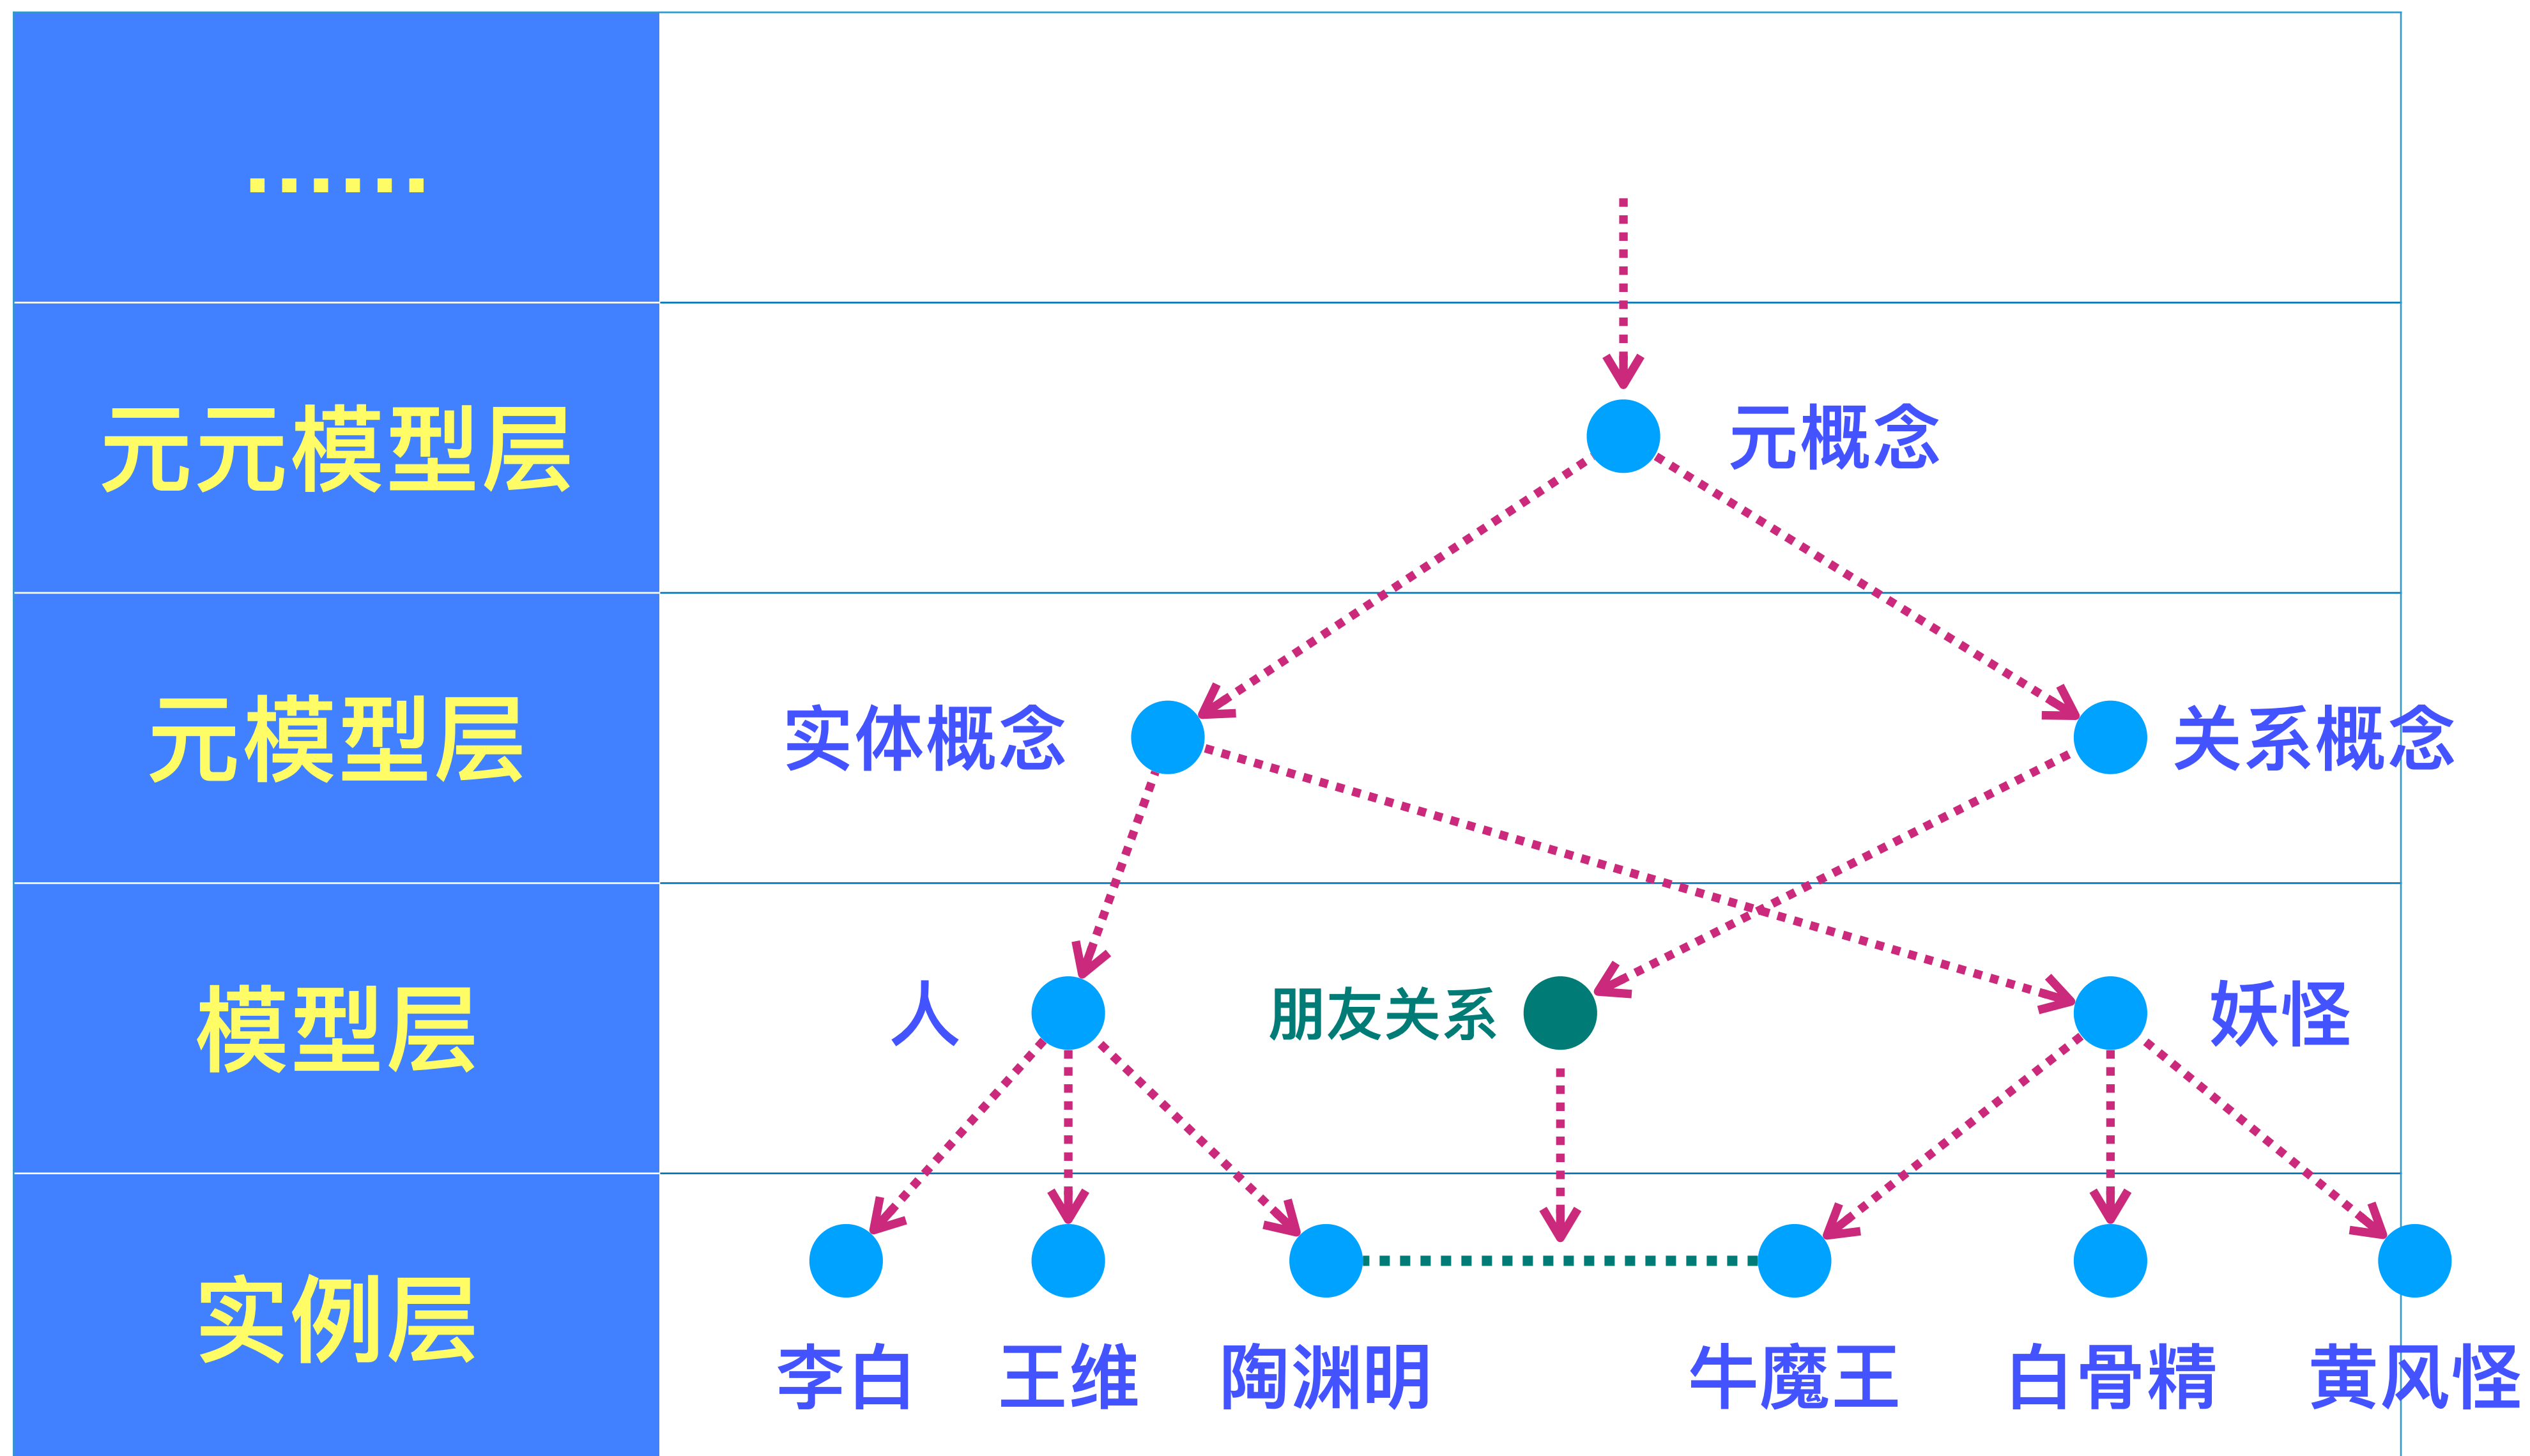 ……
元元模型层
元概念
元模型层
实体概念
关系概念
模型层
人
朋友关系
妖怪
实例层
李白
王维
陶渊明
牛魔王
白骨精
黄风怪